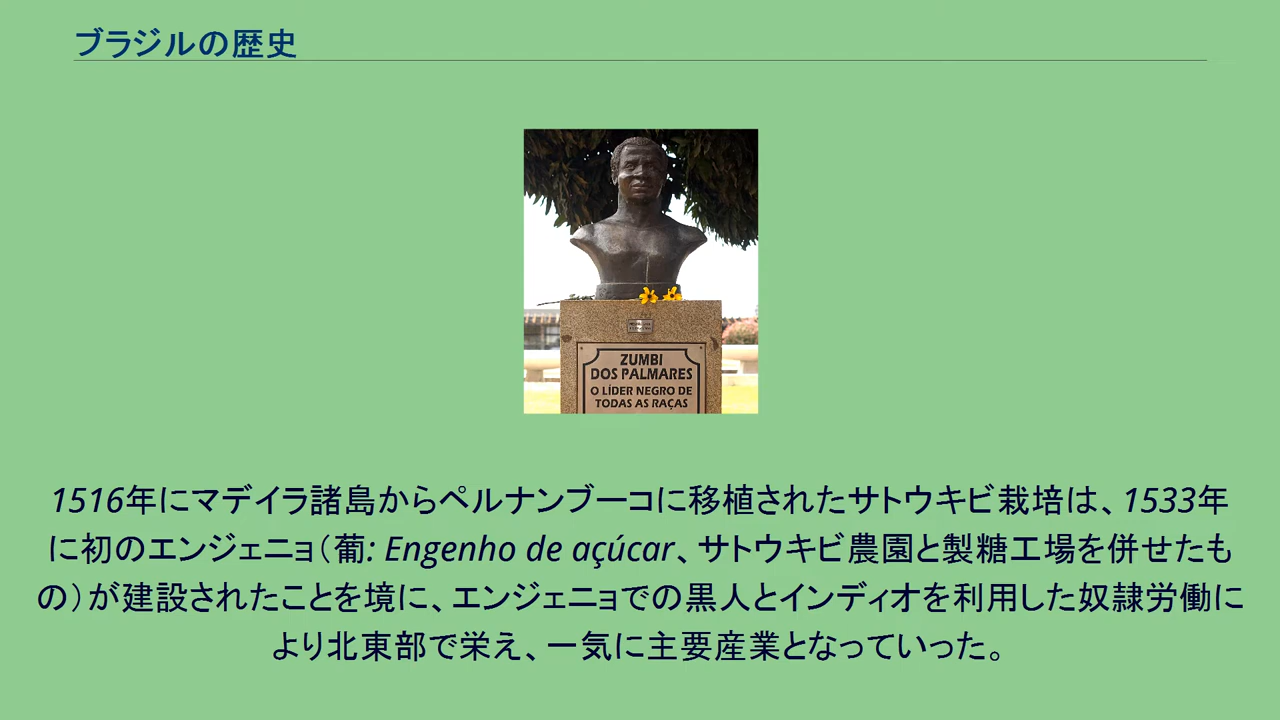 ブラジルの歴史
ZUMBI
DOS PALMARES
O LÍDER NEGRO DE
TODAS AS RAÇAS
1516年にマデイラ諸島からペルナンブーコに移植されたサトウキビ栽培は、1533年
に初のエンジェニョ（葡: Engenho de açúcar、サトウキビ農園と製糖工場を併せたも
の）が建設されたことを境に、エンジェニョでの黒人とインディオを利用した奴隷労働に
より北東部で栄え、一気に主要産業となっていった。